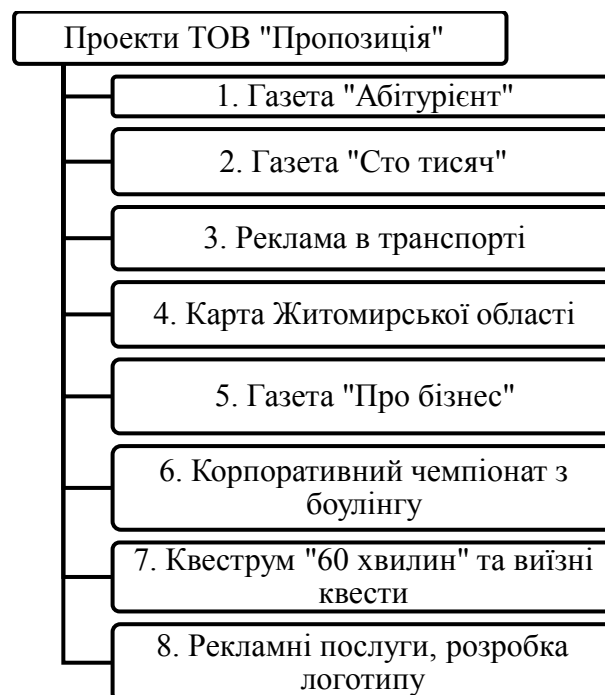 Проекти ТОВ "Пропозиція"
1. Газета "Абітурієнт"
2. Газета "Сто тисяч"
3. Реклама в транспорті
4. Карта Житомирської області
5. Газета "Про бізнес"
6. Корпоративний чемпіонат з
боулінгу
7. Квеструм "60 хвилин" та виїзні
квести
8. Рекламні послуги, розробка
логотипу